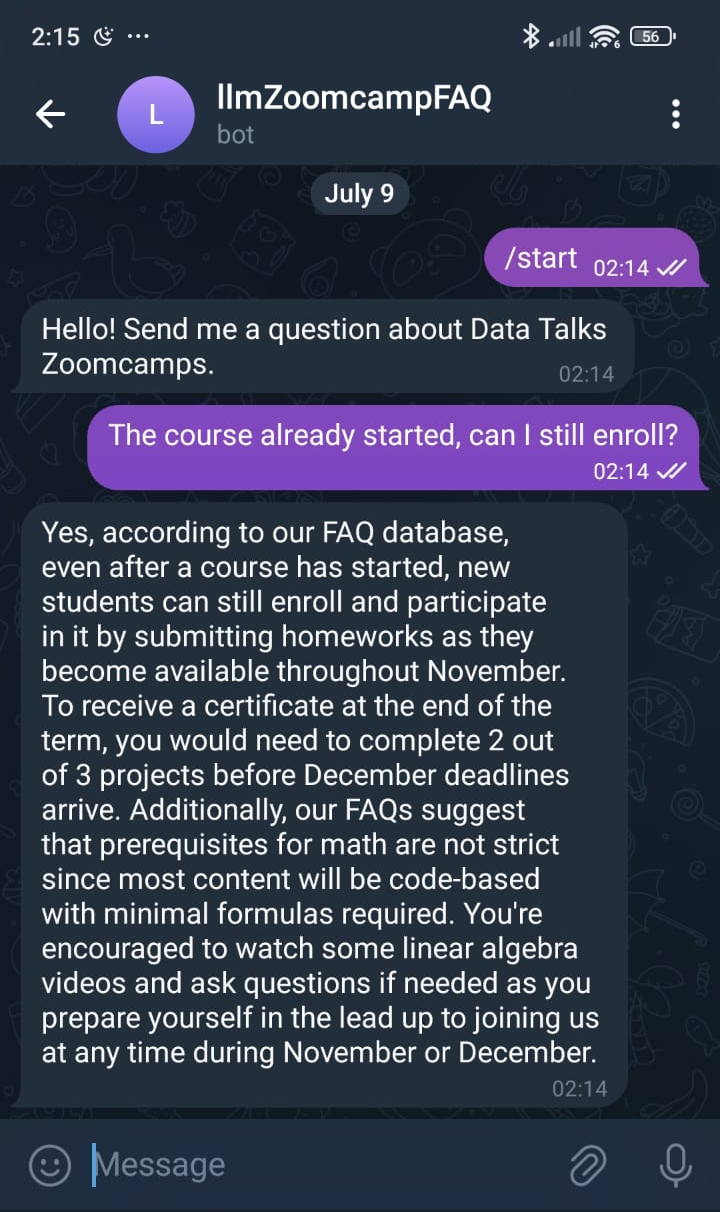 2:15
56
L
llmZoomcampFAQ
bot
July 9
/start 02:14
Hello! Send me a question about Data Talks
Zoomcamps.
02:14
The course already started, can I still enroll?
02:14
Yes, according to our FAQ database,
even after a course has started, new
students can still enroll and participate
in it by submitting homeworks as they
become available throughout November.
To receive a certificate at the end of the
term, you would need to complete 2 out
of 3 projects before December deadlines
arrive. Additionally, our FAQs suggest
that prerequisites for math are not strict
since most content will be code-based
with minimal formulas required. You're
encouraged to watch some linear algebra
videos and ask questions if needed as you
prepare yourself in the lead up to joining us
at any time during November or December.
02:14
Message